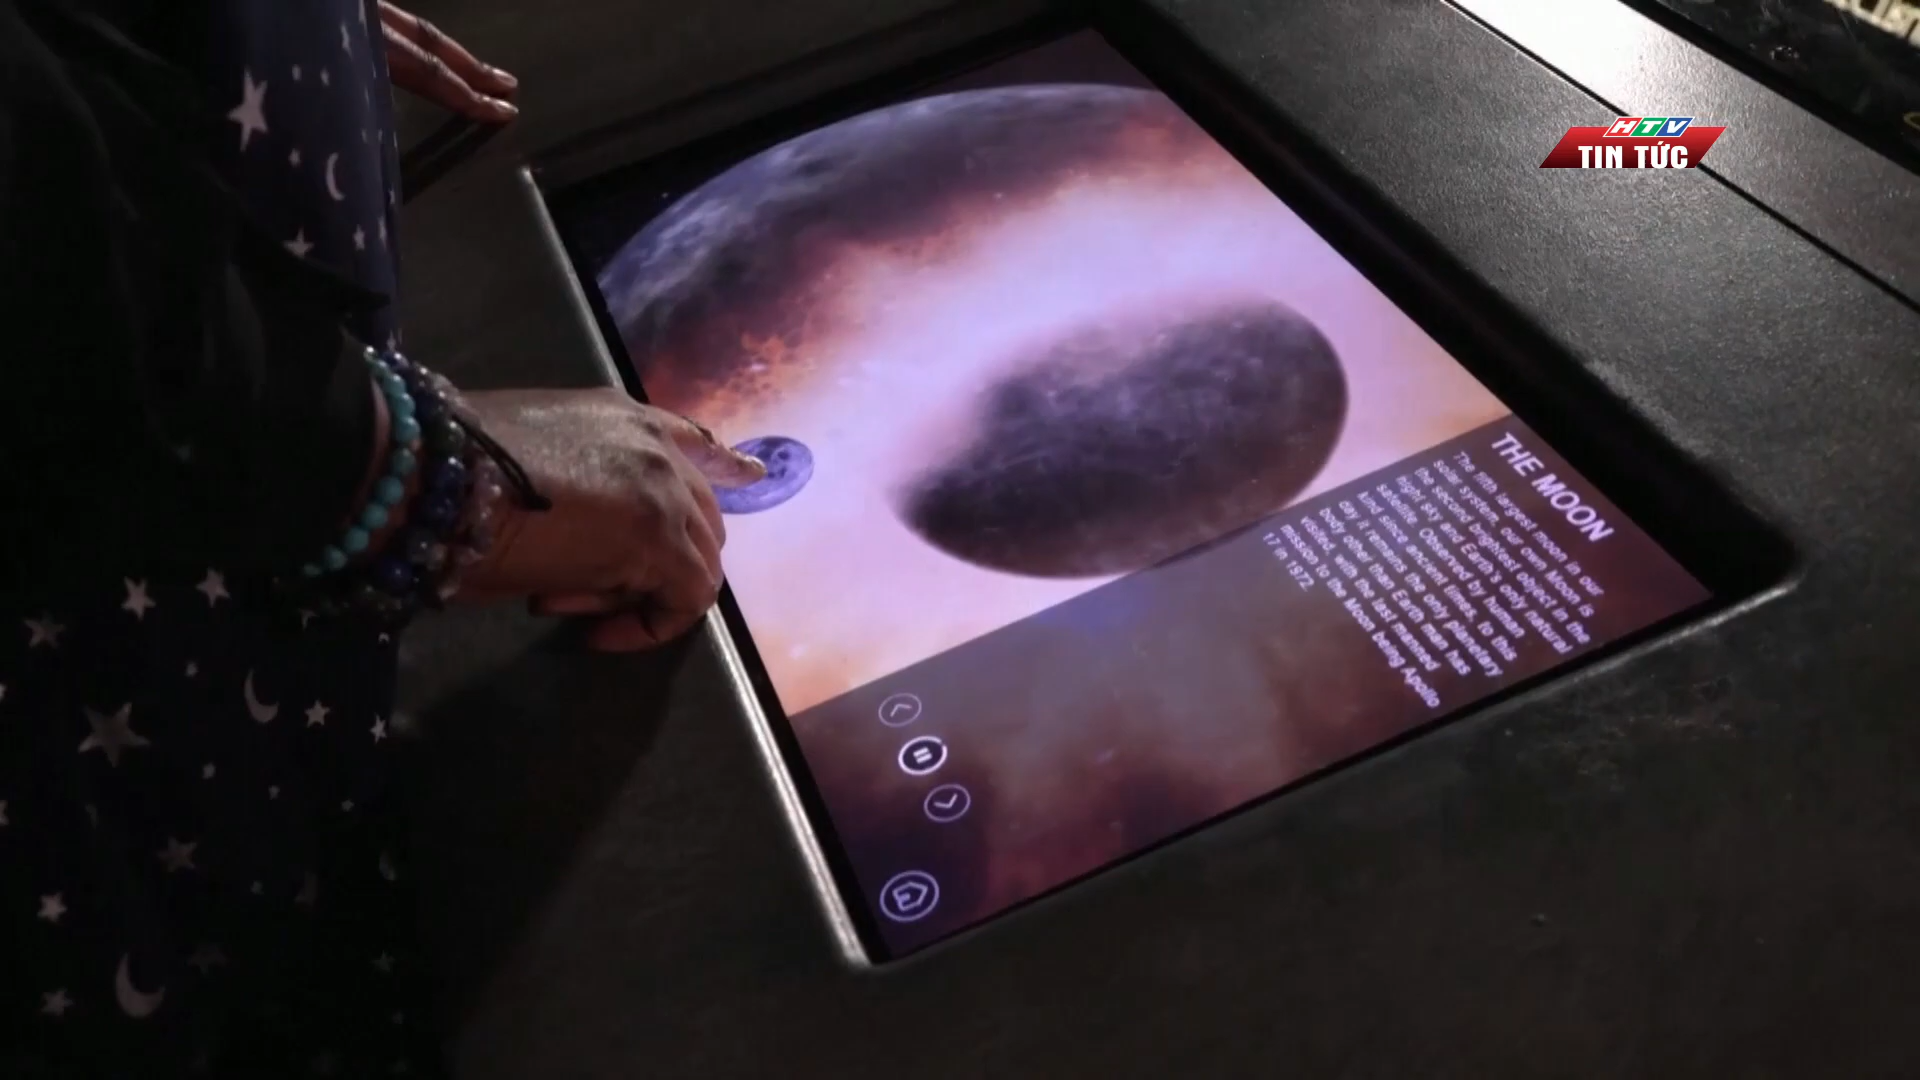 HTV
TIN TỨC
THE MOON
The fifth largest moon in our
solar system, our own Moon is
the second brightest object in the
night sky and Earth's only natural
satellite. Observed by human
kind since ancient times, to this
day it remains the only planetary
body other than Earth man has
visited, with the last manned
mission to the Moon being Apollo
17 in 1972.